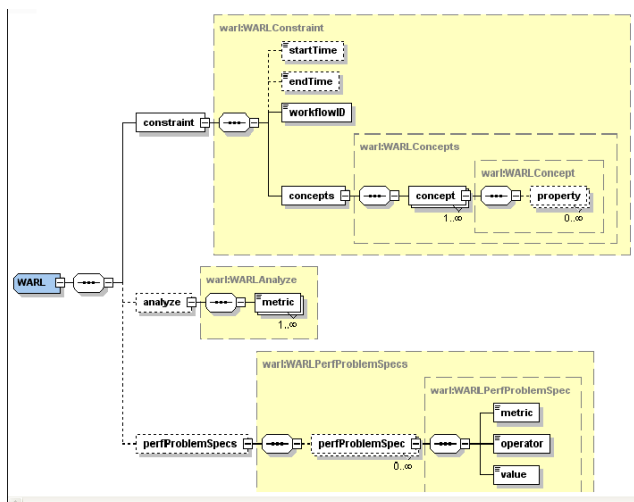 warl:WARLConstraint
startTime
endTime
workflowID
constraint
warl:WARLConcepts
warl:WARLConcept
concepts
concept
property
1..∞
0..∞
WARL
warl:WARLAnalyze
analyze
metric
1..∞
warl:WARLPerfProblemSpecs
warl:WARLPerfProblemSpec
metric
perfProblemSpecs
perfProblemSpec
operator
0..∞
value